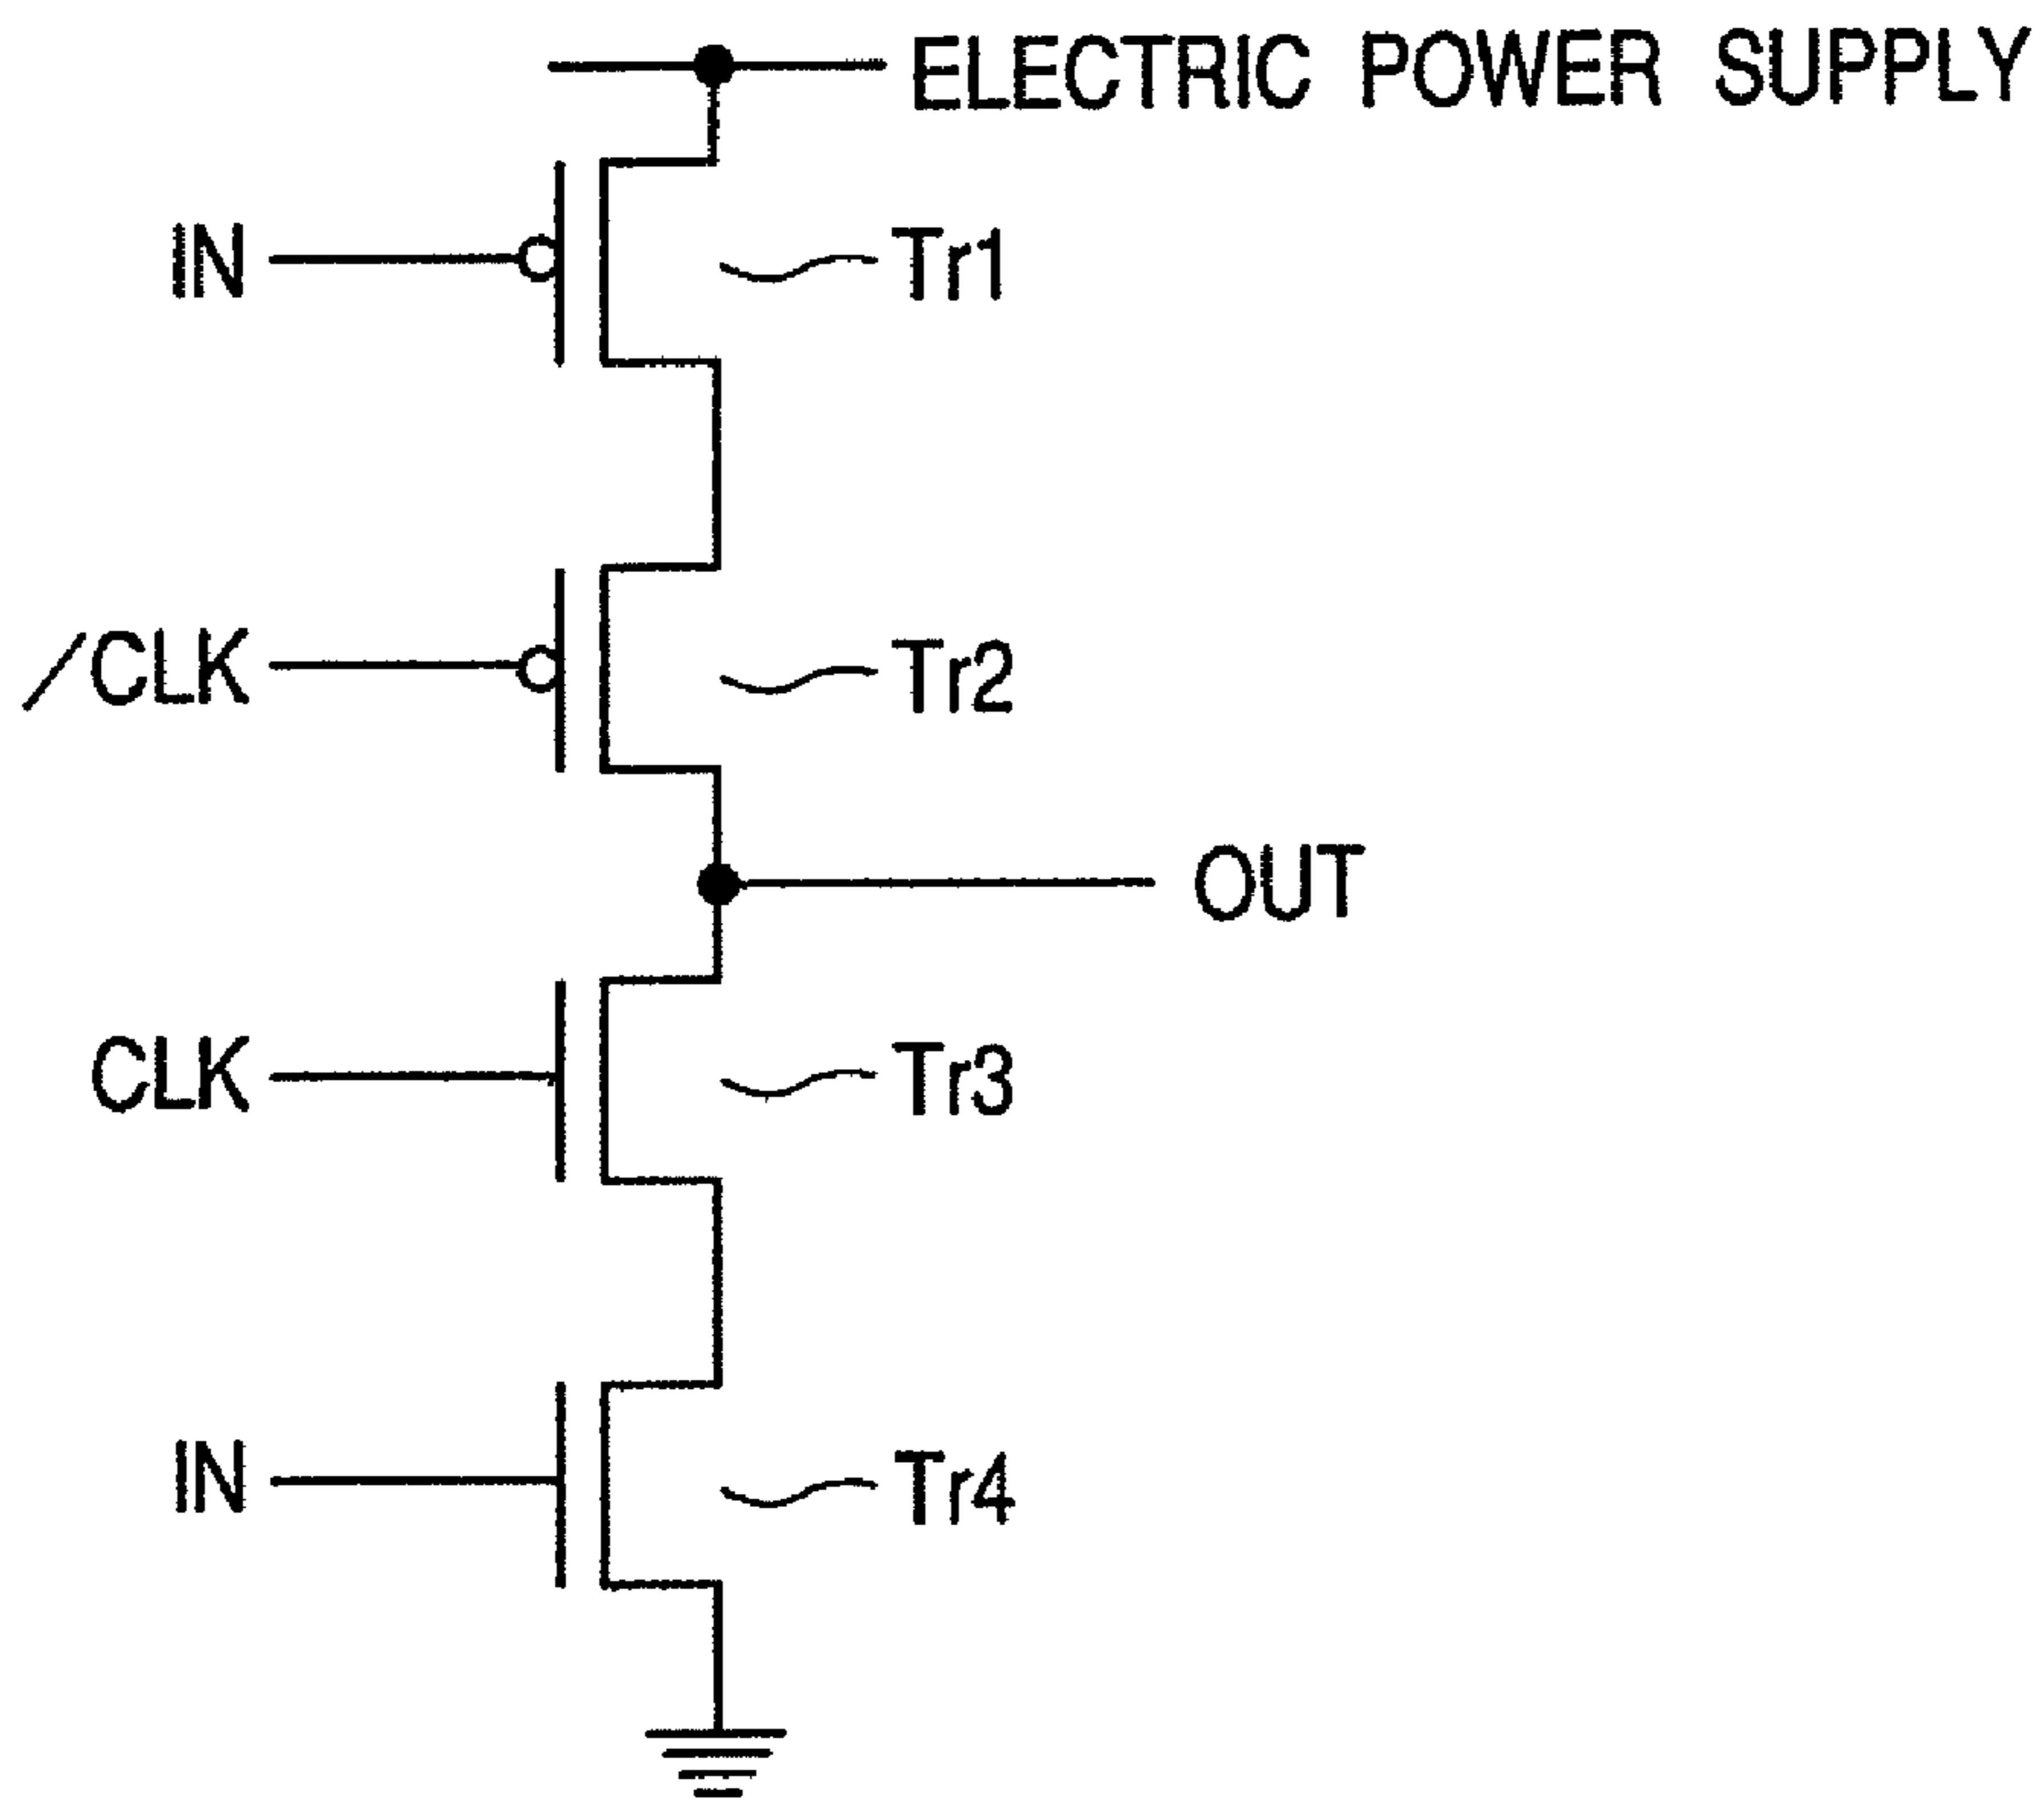 ELECTRIC POWER SUPPLY
IN
Tr1
/CLK
Tr2
OUT
CLK
Tr3
IN
Tr4